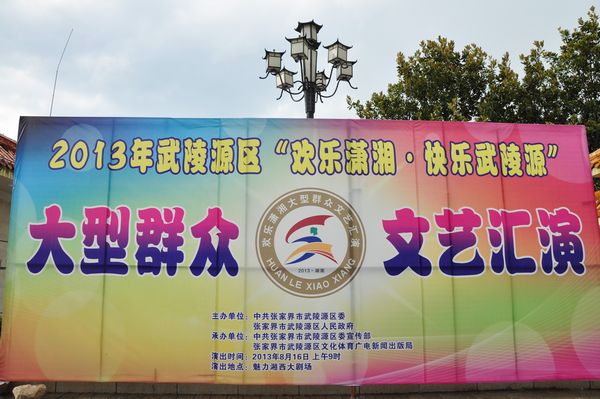 2013年武陵源区“欢乐潇湘·快乐武陵源”
大型群众
文艺汇演
欢乐潇湘大型群众文艺汇演
2013·湖南
HUAN LE XIAO XIANG
主办单位：中共张家界市武陵源区委
张家界市武陵源区人民政府
承办单位：中共张家界市武陵源区委宣传部
张家界市武陵源区文化体育广电新闻出版局
演出时间：2013年8月16日 上午9时
演出地点：魅力湘西大剧场